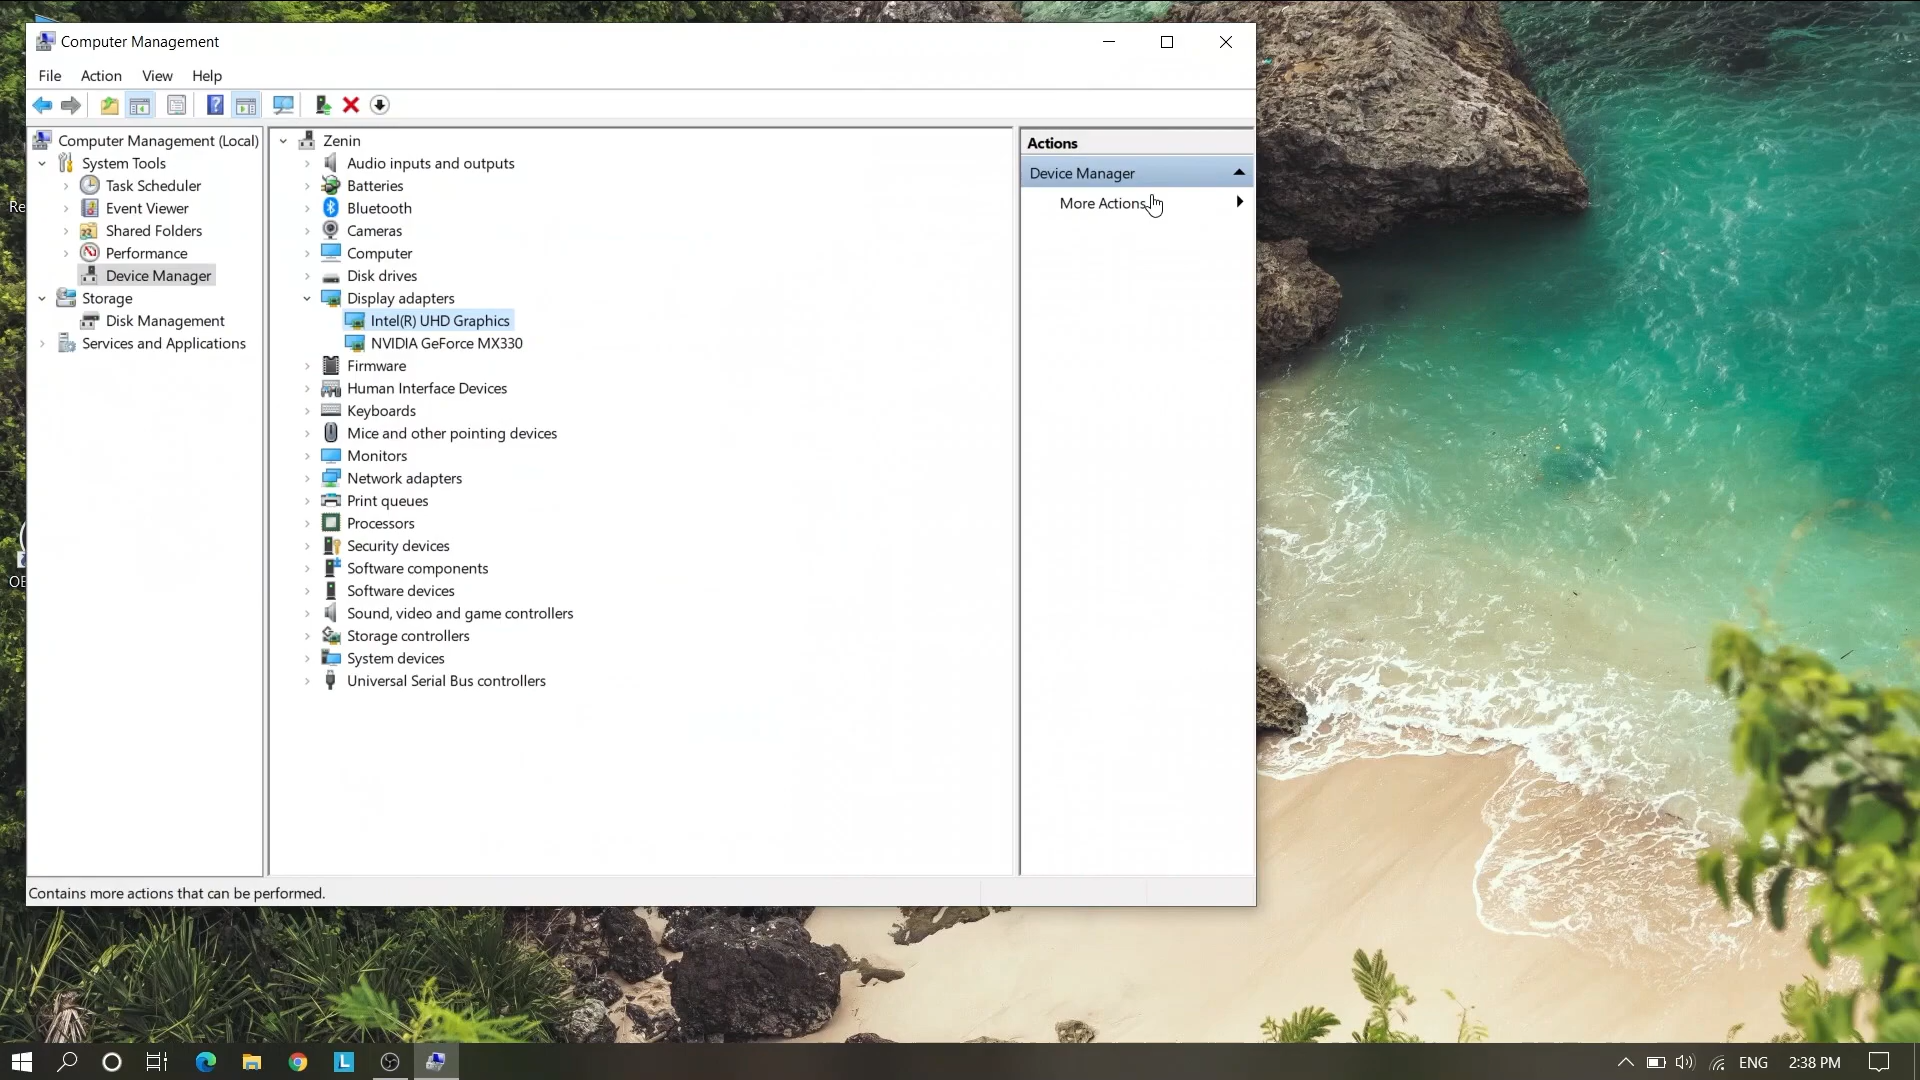 Computer Management
File Action View Help
Computer Management (Local)
System Tools
Task Scheduler
Event Viewer
Shared Folders
Performance
Device Manager
Storage
Disk Management
Services and Applications
Zenin
Audio inputs and outputs
Batteries
Bluetooth
Cameras
Computer
Disk drives
Display adapters
Intel(R) UHD Graphics
NVIDIA GeForce MX330
Firmware
Human Interface Devices
Keyboards
Mice and other pointing devices
Monitors
Network adapters
Print queues
Processors
Security devices
Software components
Software devices
Sound, video and game controllers
Storage controllers
System devices
Universal Serial Bus controllers
Actions
Device Manager
More Actions
Contains more actions that can be performed.
L
ENG 2:38 PM